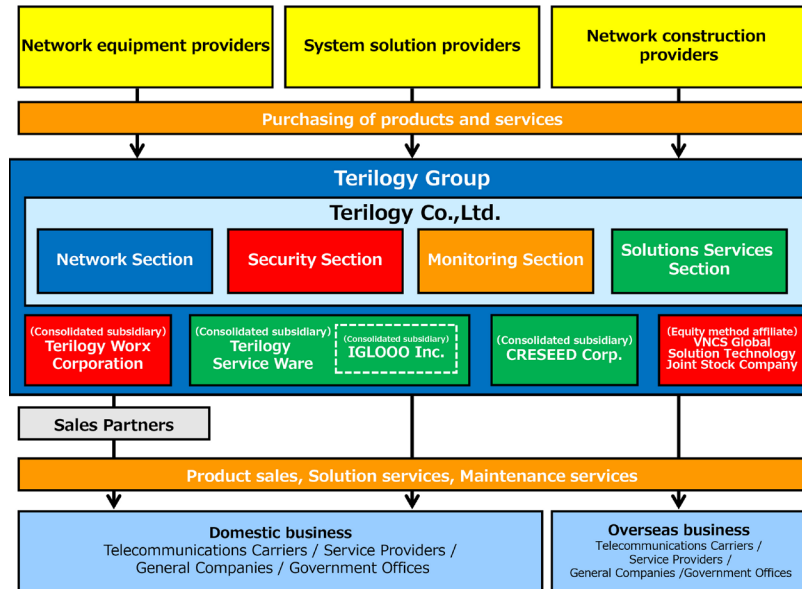 Network equipment providers
System solution providers
Network construction
providers
Purchasing of products and services
Terilogy Group
Terilogy Co.,Ltd.
Network Section
Security Section
Monitoring Section
Solutions Services
Section
(Consolidated subsidiary)
Terilogy Worx
Corporation
(Consolidated subsidiary)
Terilogy
Service Ware
(Consolidated subsidiary)
IGLOOO Inc.
(Consolidated subsidiary)
CRESEED Corp.
(Equity method affiliate)
VNCS Global
Solution Technology
Joint Stock Company
Sales Partners
Product sales, Solution services, Maintenance services
Domestic business
Telecommunications Carriers / Service Providers /
General Companies / Government Offices
Overseas business
Telecommunications Carriers /
Service Providers /
General Companies /Government Offices